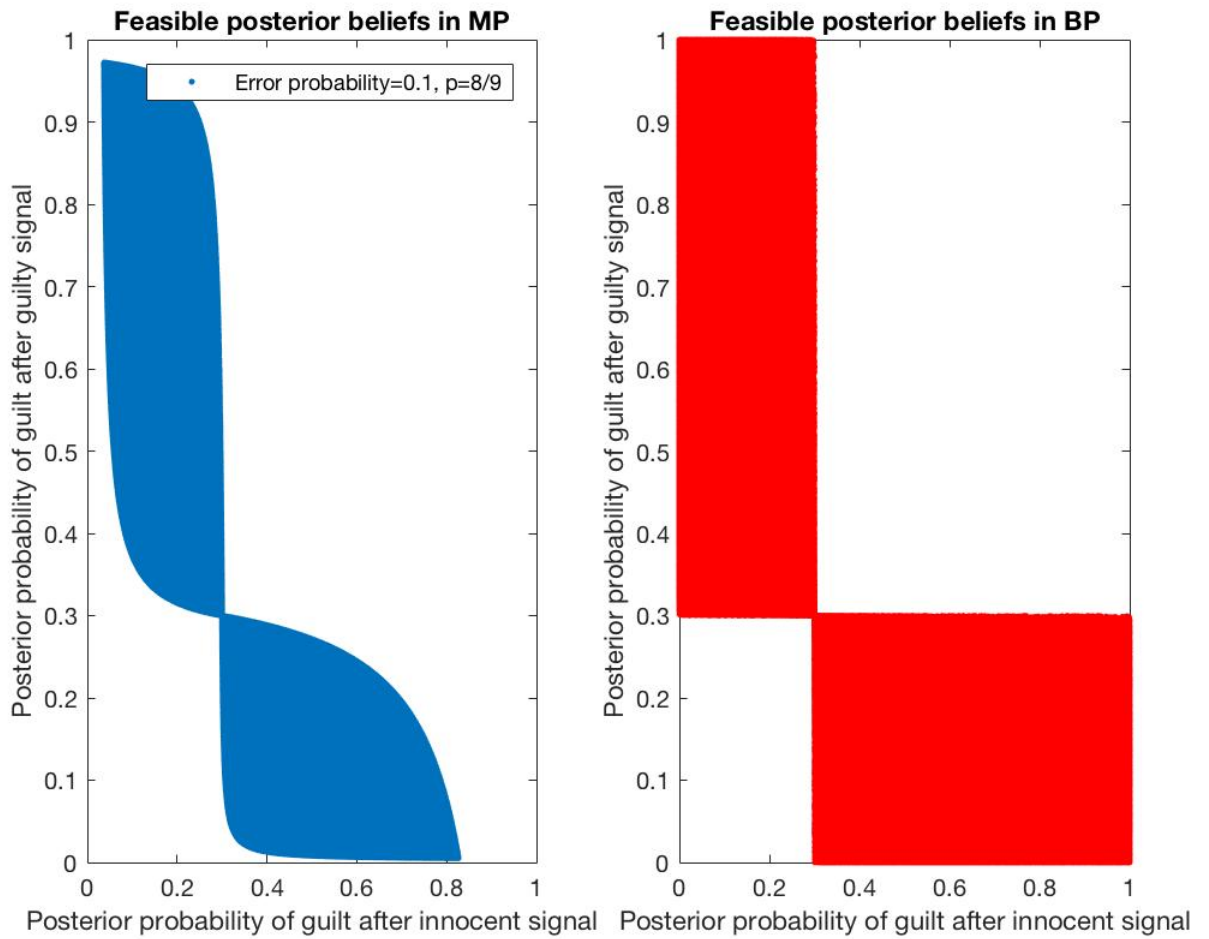 Feasible posterior beliefs in MP
Error probability=0.1, p=8/9
Posterior probability of guilt after guilty signal
1
0.9
0.8
0.7
0.6
0.5
0.4
0.3
0.2
0.1
0
0 0.2 0.4 0.6 0.8 1
Posterior probability of guilt after innocent signal
Feasible posterior beliefs in BP
Posterior probability of guilt after guilty signal
1
0.9
0.8
0.7
0.6
0.5
0.4
0.3
0.2
0.1
0
0 0.2 0.4 0.6 0.8 1
Posterior probability of guilt after innocent signal